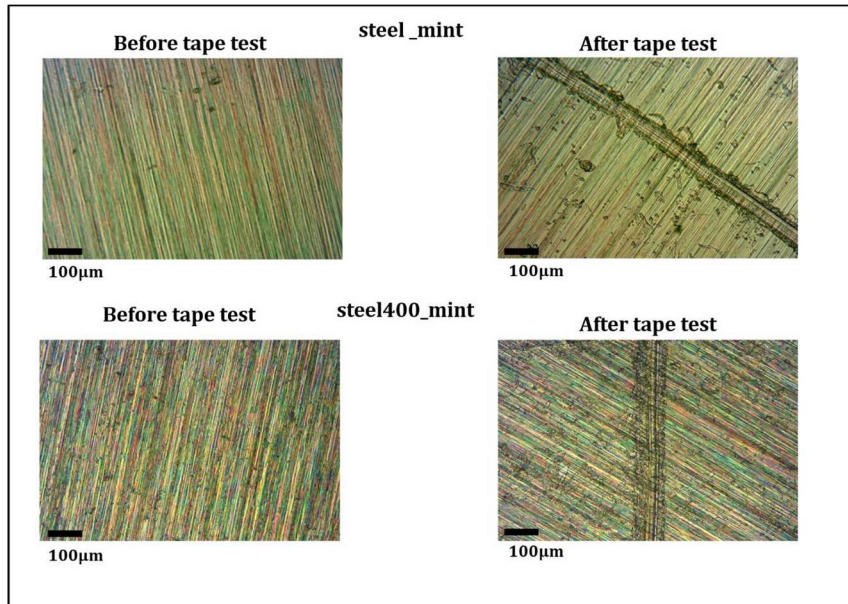 steel _mint
Before tape test
After tape test
100µm
100µm
steel400_mint
Before tape test
After tape test
100µm
100µm